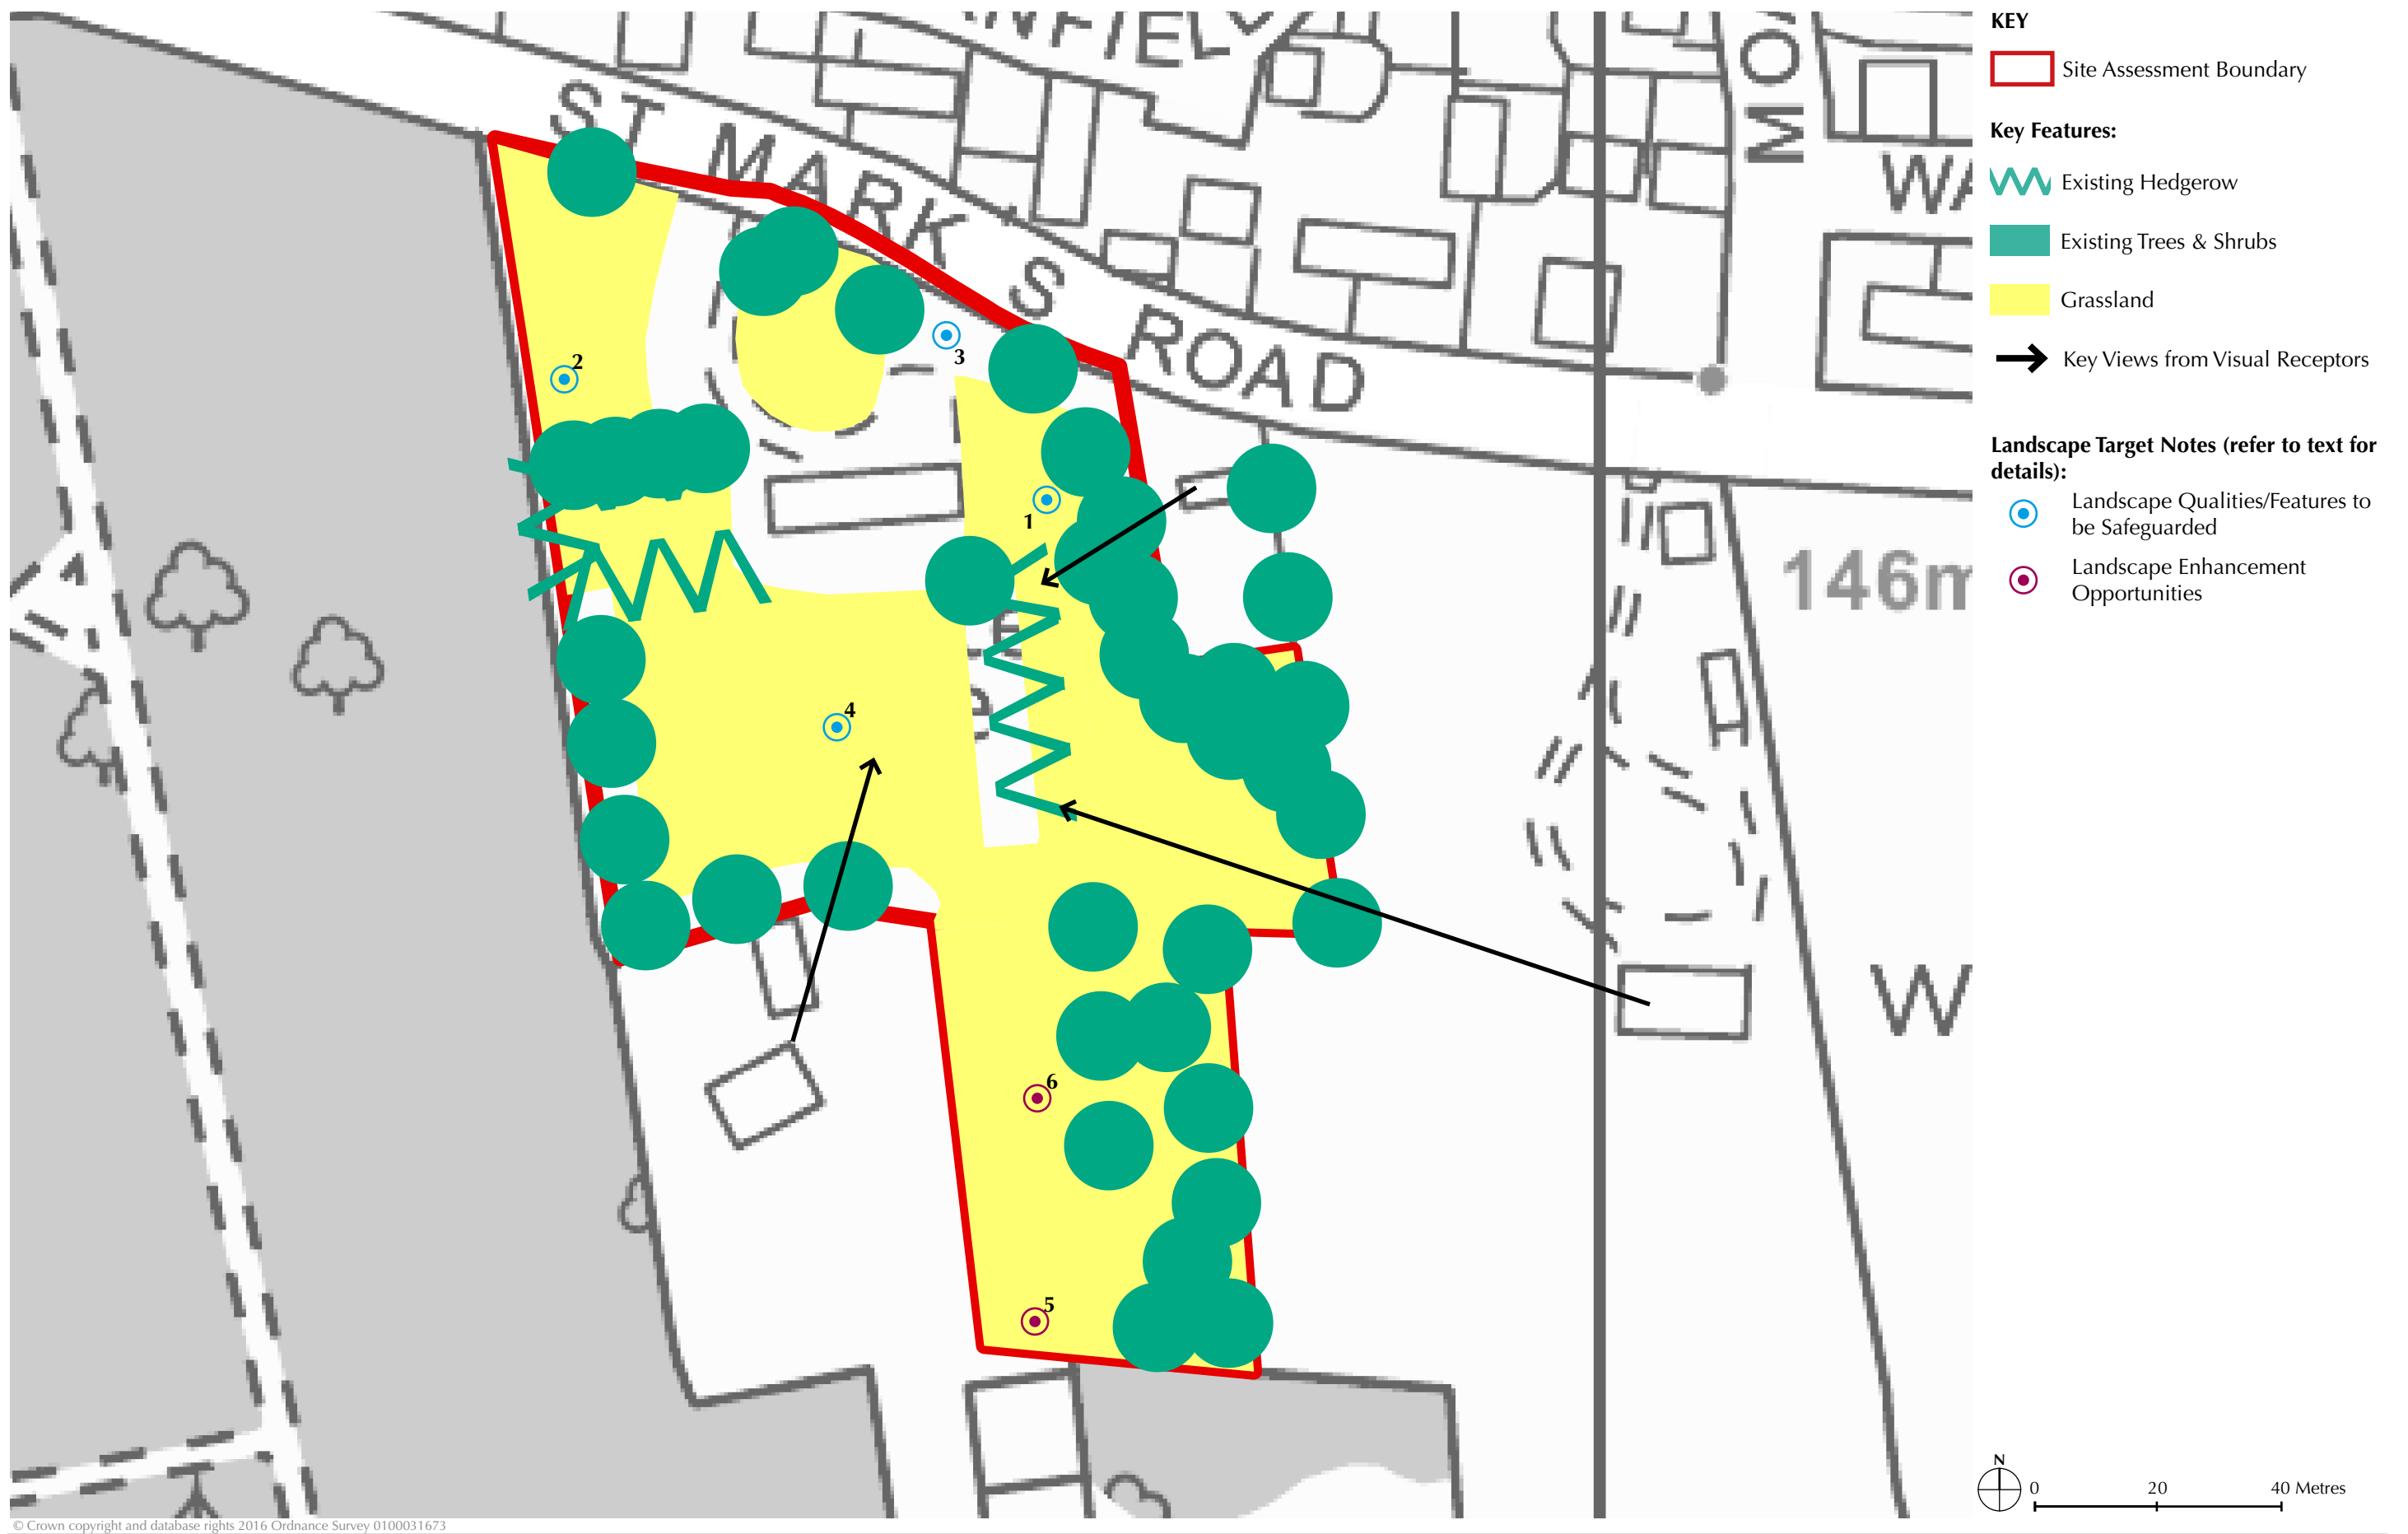 ST MARK S ROAD
2
3
1
4
6
5
146m
W
KEY
Site Assessment Boundary
Key Features:
Existing Hedgerow
Existing Trees & Shrubs
Grassland
Key Views from Visual Receptors
Landscape Target Notes (refer to text for
details):
Landscape Qualities/Features to
be Safeguarded
Landscape Enhancement
Opportunities
N
0 20 40 Metres
© Crown copyright and database rights 2016 Ordnance Survey 0100031673